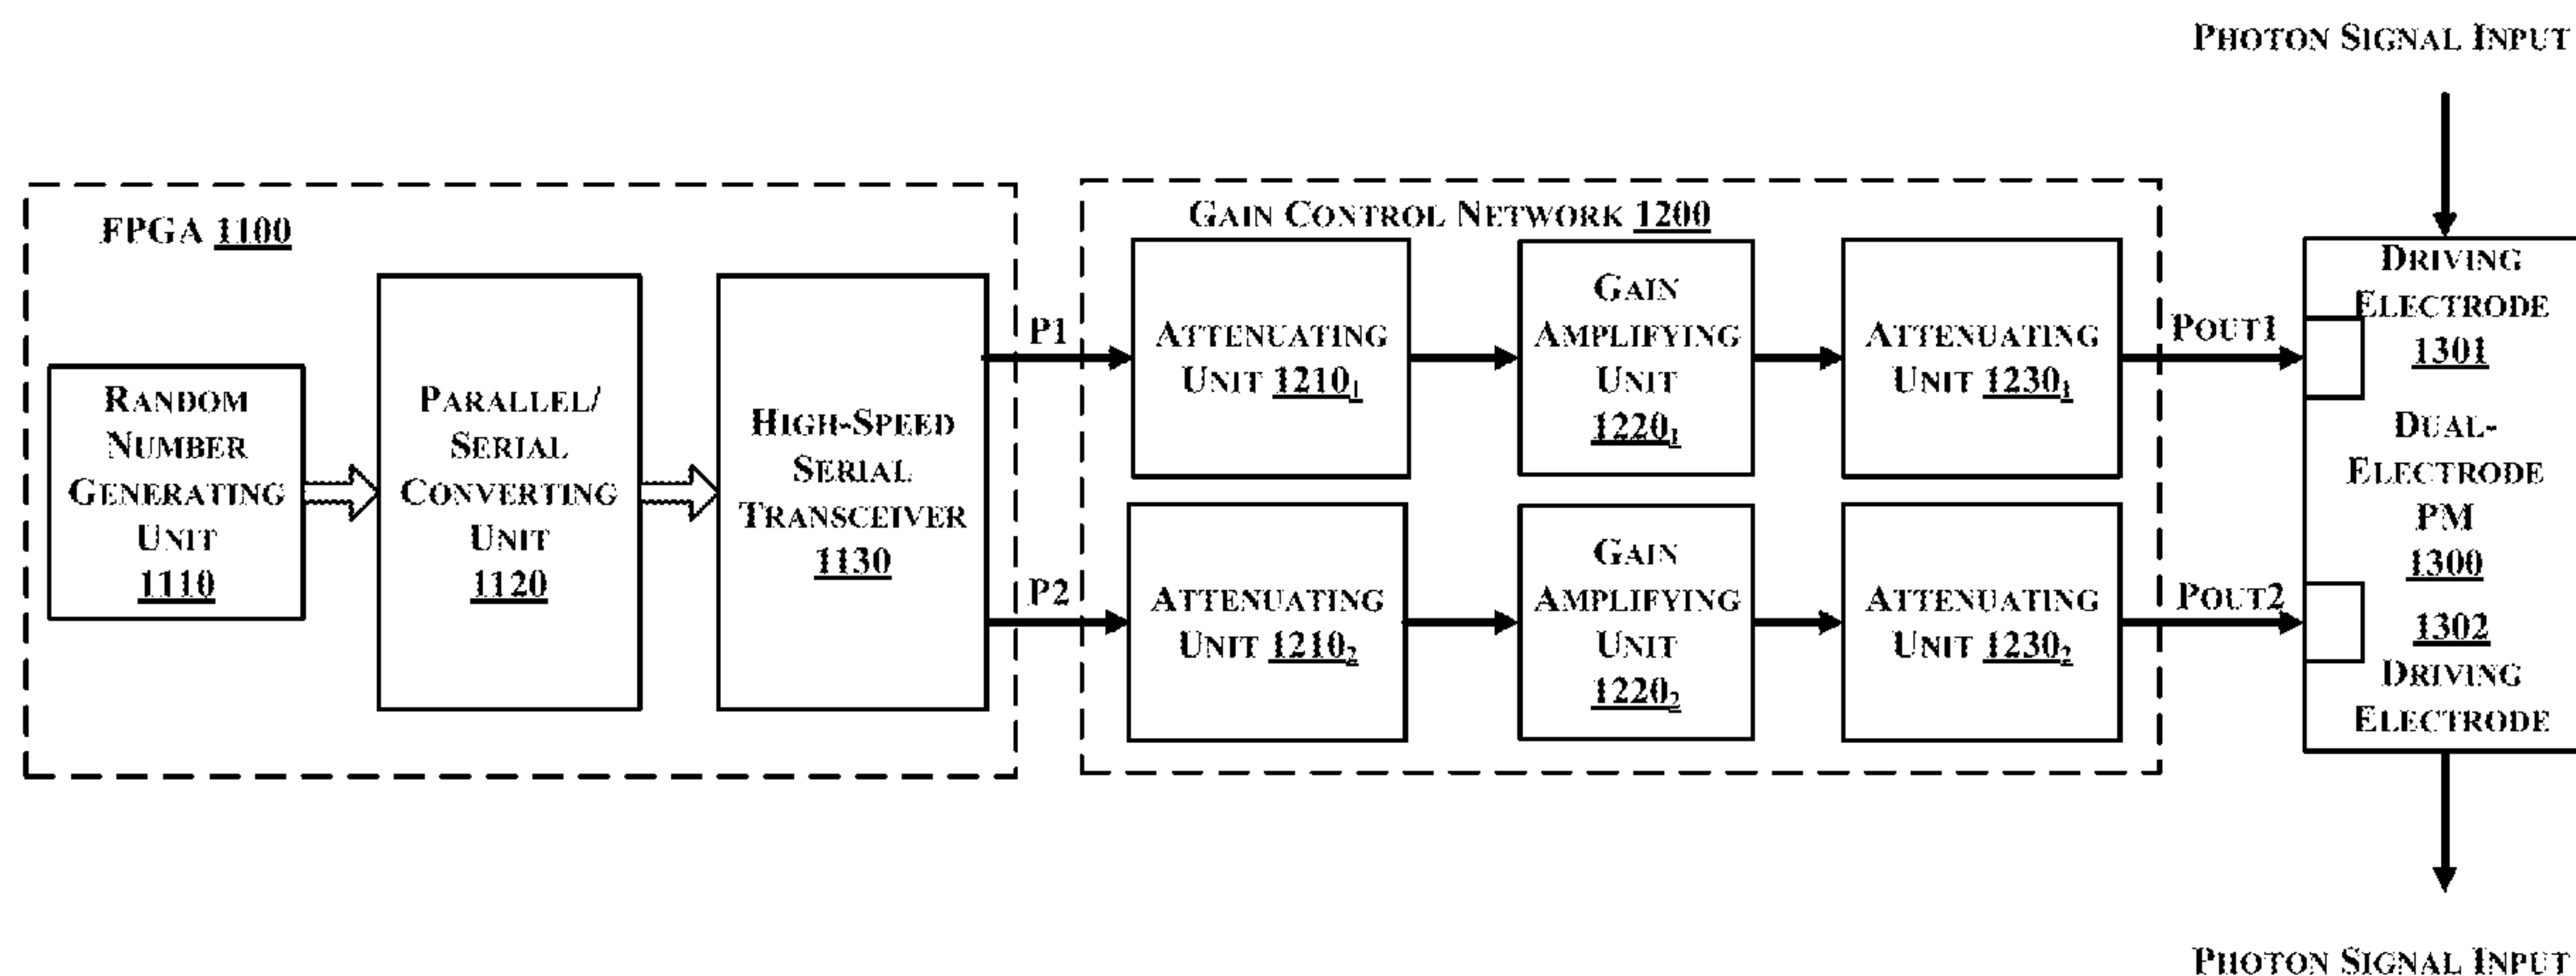 PHOTON SIGNAL INPUT
FPGA 1100
RANDOM
NUMBER
GENERATING
UNIT
1110
PARALLEL/
SERIAL
CONVERTING
UNIT
1120
HIGH-SPEED
SERIAL
TRANSCEIVER
1130
P1
P2
GAIN CONTROL NETWORK 1200
ATTENUATING
UNIT 1210₁
GAIN
AMPLIFYING
UNIT
1220₁
ATTENUATING
UNIT 1230₁
ATTENUATING
UNIT 1210₂
GAIN
AMPLIFYING
UNIT
1220₂
ATTENUATING
UNIT 1230₂
POUT1
POUT2
DRIVING
ELECTRODE
1301
DUAL-
ELECTRODE
PM
1300
1302
DRIVING
ELECTRODE
PHOTON SIGNAL INPUT